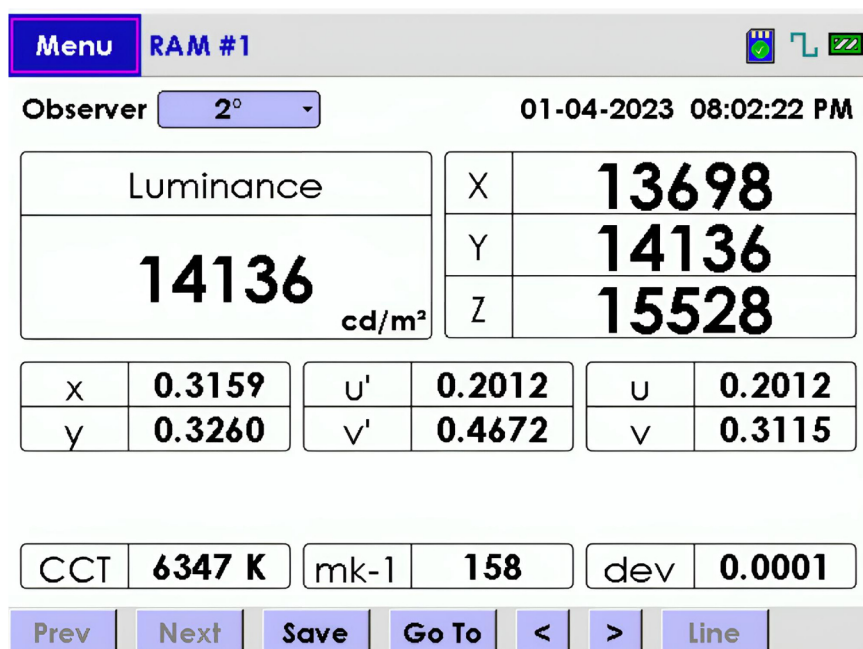 Menu RAM #1
Observer 2° 01-04-2023 08:02:22 PM
Luminance
14136
cd/m²
X 13698
Y 14136
Z 15528
x 0.3159 u' 0.2012 u 0.2012
y 0.3260 v' 0.4672 v 0.3115
CCT 6347 K mk-1 158 dev 0.0001
Prev Next Save Go To < > Line